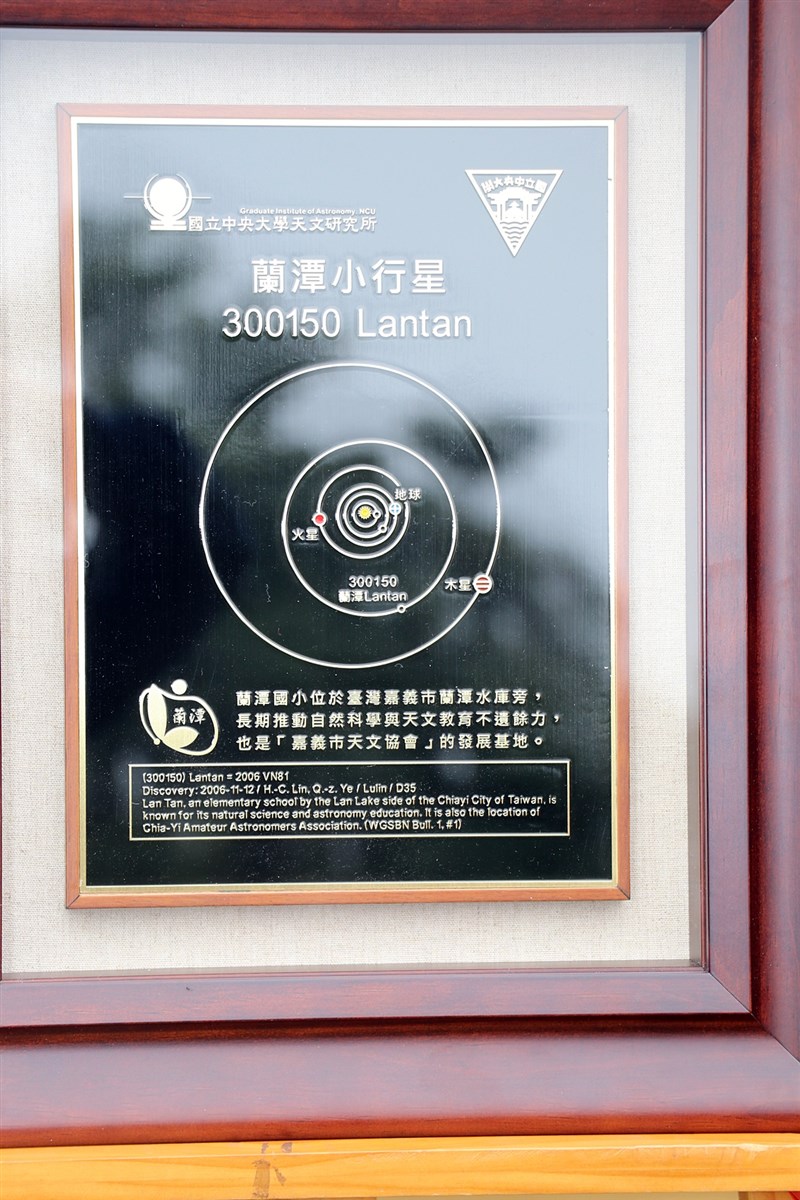 Graduate Institute of Astronomy, NCU
國立中央大學天文研究所
國立中央大學
蘭潭小行星
300150 Lantan
地球
火星
300150
蘭潭Lantan
木星
蘭潭
蘭潭國小位於臺灣嘉義市蘭潭水庫旁，
長期推動自然科學與天文教育不遺餘力，
也是「嘉義市天文協會」的發展基地。
(300150) Lantan = 2006 VN81
Discovery: 2006-11-12 / H.-C. Lin, Q.-z. Ye / Lulin / D35
Lan Tan, an elementary school by the Lan Lake side of the Chiayi City of Taiwan, is
known for its natural science and astronomy education. It is also the location of
Chia-Yi Amateur Astronomers Association. (WGSBN Bull. 1, #1)